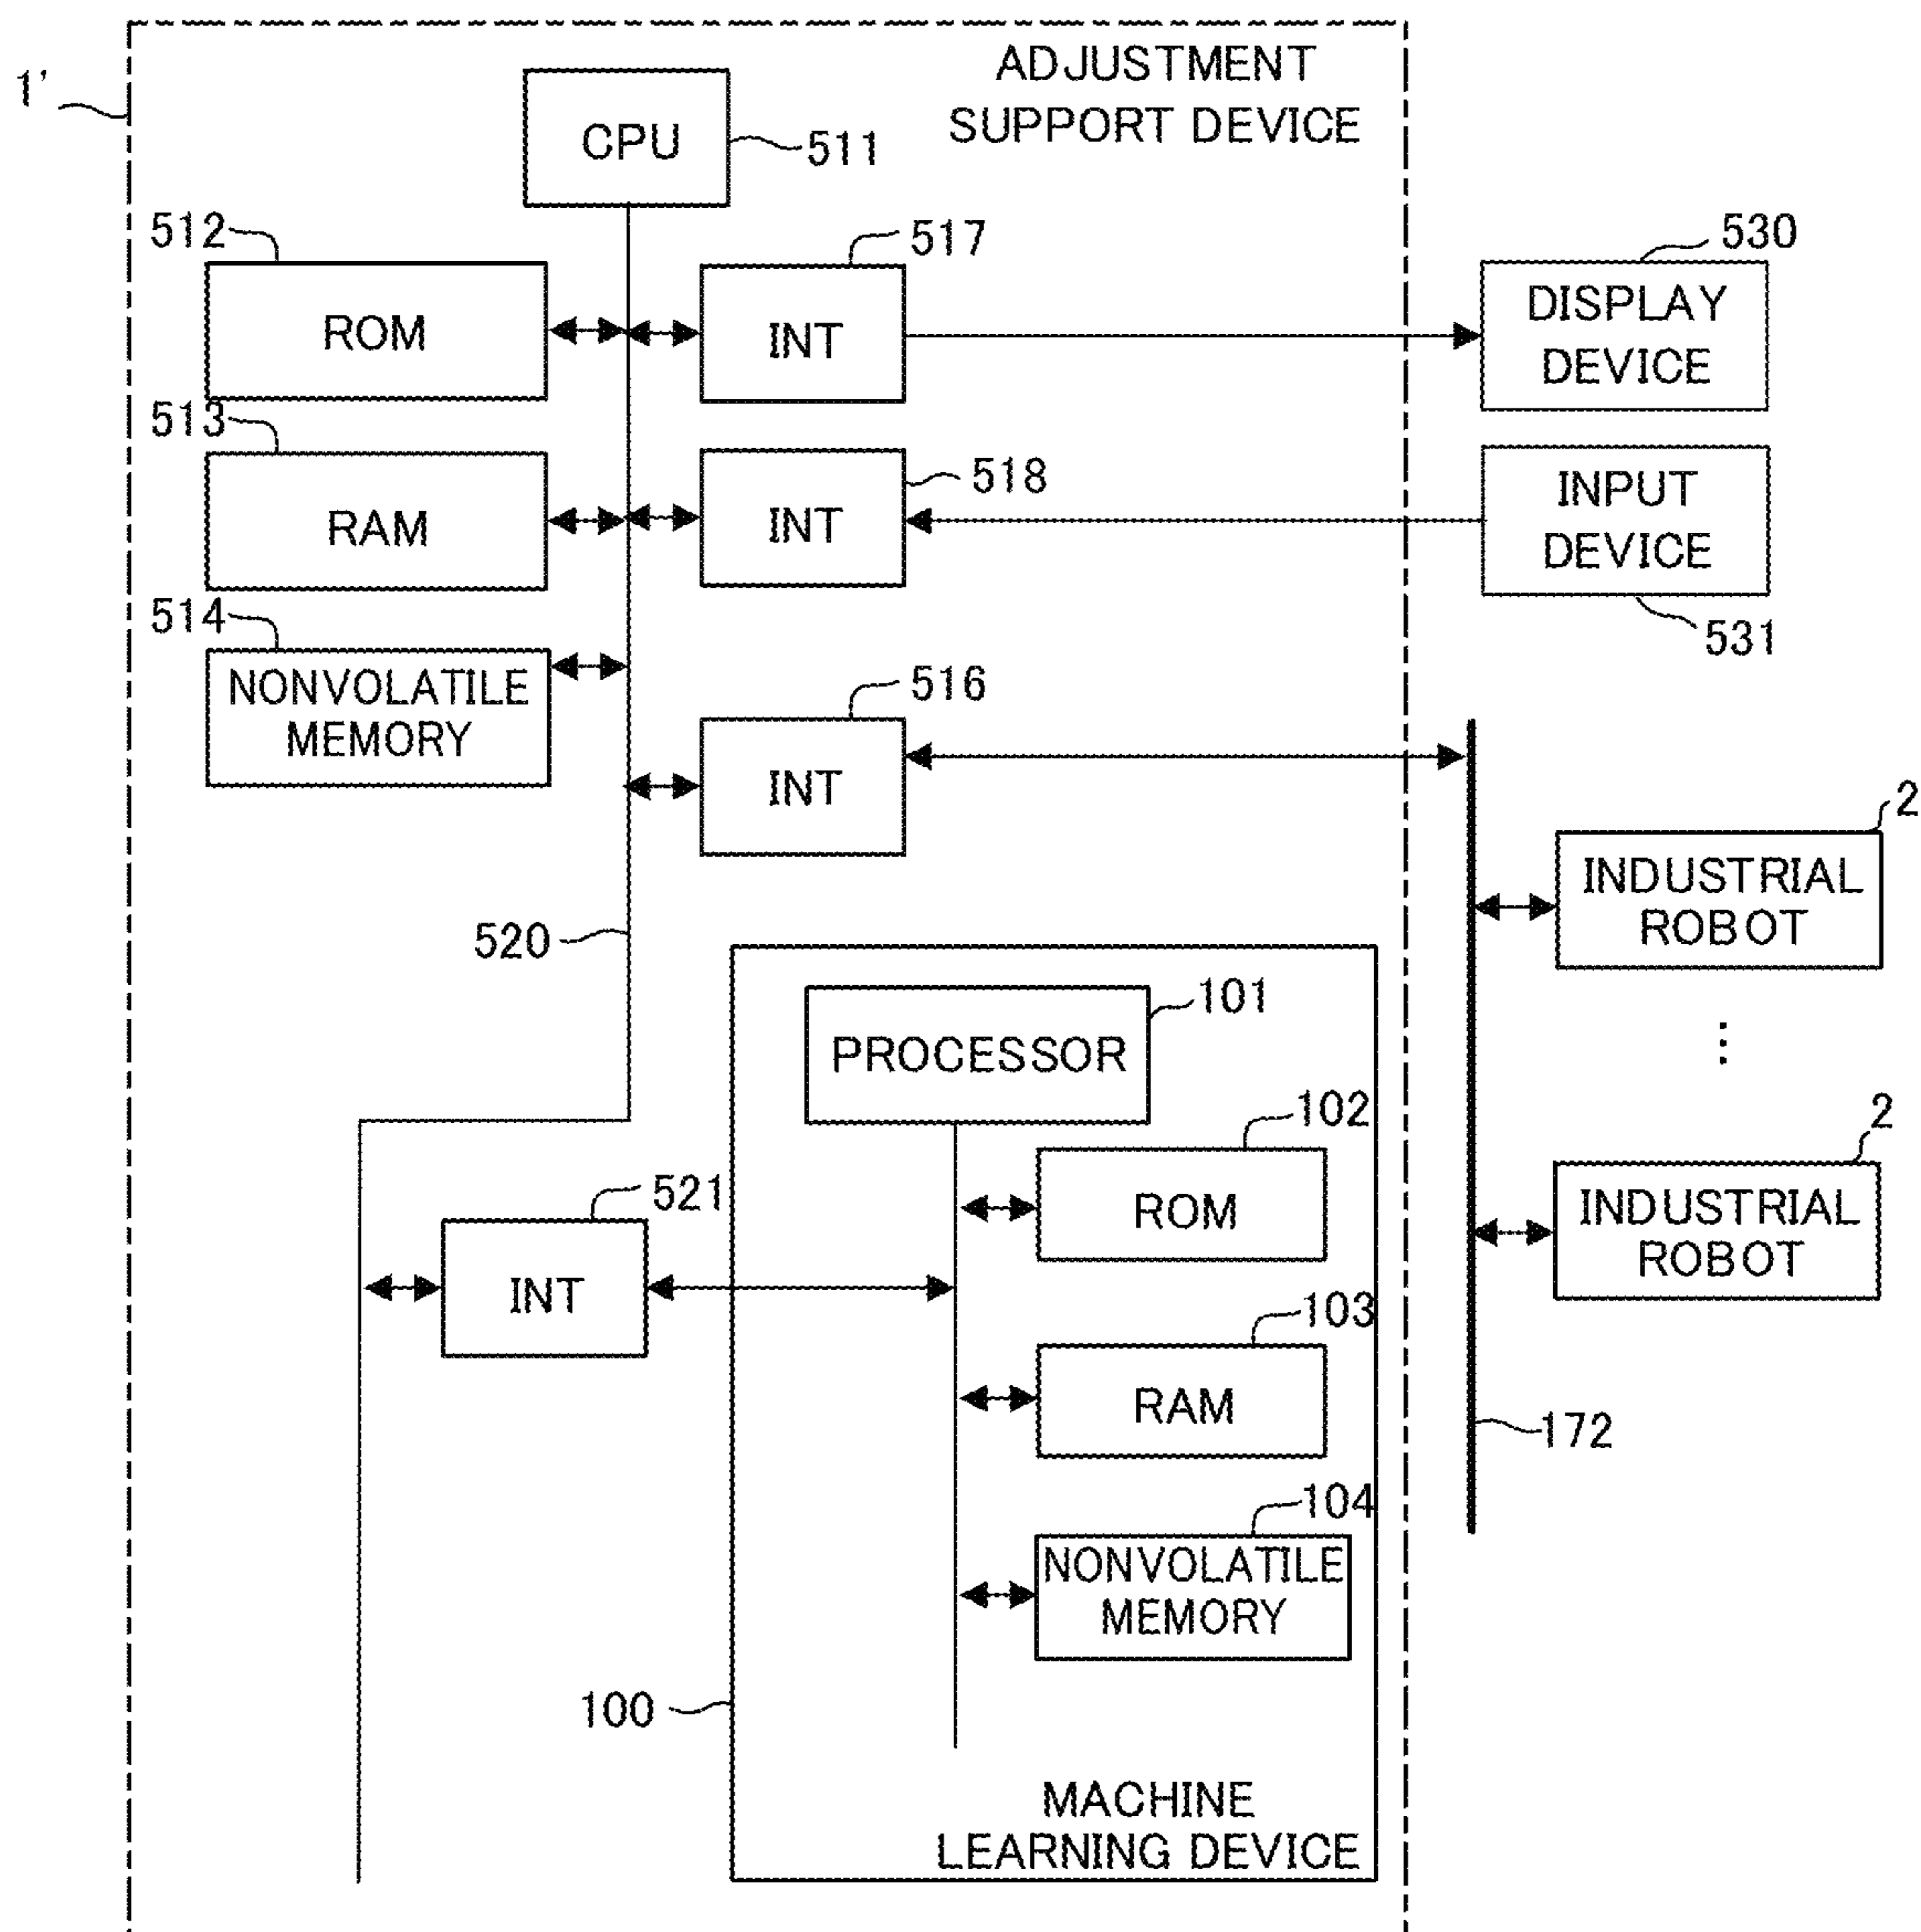 1'
ADJUSTMENT
SUPPORT DEVICE
CPU
511
512
ROM
517
INT
530
DISPLAY
DEVICE
513
RAM
518
INT
INPUT
DEVICE
531
514
NONVOLATILE
MEMORY
516
INT
2
INDUSTRIAL
ROBOT
520
101
PROCESSOR
102
ROM
2
INDUSTRIAL
ROBOT
521
INT
103
RAM
172
104
NONVOLATILE
MEMORY
100
MACHINE
LEARNING DEVICE